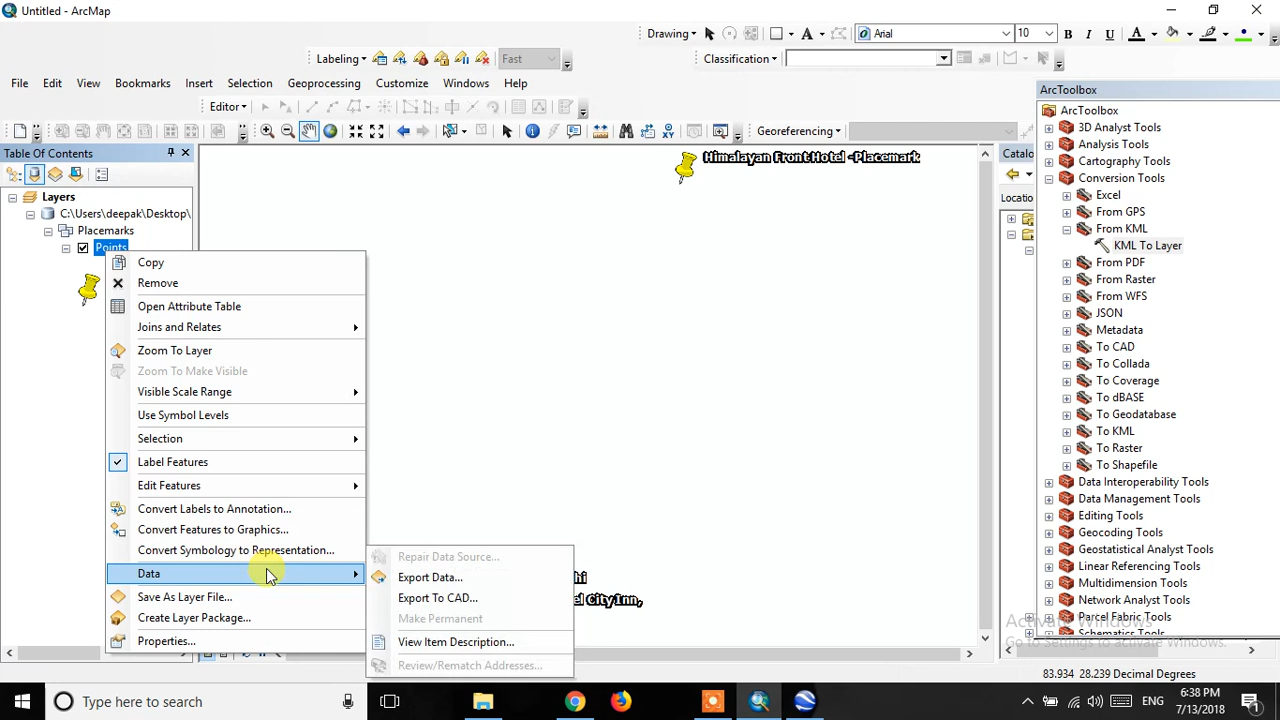 Untitled - ArcMap
Drawing
Arial
10
B I U A
Labeling
Fast
Classification
File Edit View Bookmarks Insert Selection Geoprocessing Customize Windows Help
Editor
Georeferencing
Table Of Contents
Layers
C:\Users\deepak\Desktop\
Placemarks
Points
Himalayan Front Hotel -Placemark
hi
el City Inn,
Copy
Remove
Open Attribute Table
Joins and Relates
Zoom To Layer
Zoom To Make Visible
Visible Scale Range
Use Symbol Levels
Selection
Label Features
Edit Features
Convert Labels to Annotation...
Convert Features to Graphics...
Convert Symbology to Representation...
Data
Save As Layer File...
Create Layer Package...
Properties...
Repair Data Source...
Export Data...
Export To CAD...
Make Permanent
View Item Description...
Review/Rematch Addresses...
Catalo
Locatio
ArcToolbox
ArcToolbox
3D Analyst Tools
Analysis Tools
Cartography Tools
Conversion Tools
Excel
From GPS
From KML
KML To Layer
From PDF
From Raster
From WFS
JSON
Metadata
To CAD
To Collada
To Coverage
To dBASE
To Geodatabase
To KML
To Raster
To Shapefile
Data Interoperability Tools
Data Management Tools
Editing Tools
Geocoding Tools
Geostatistical Analyst Tools
Linear Referencing Tools
Multidimension Tools
Network Analyst Tools
Parcel Fabric Tools
Schematics Tools
Activate Windows
Go to Settings to activate Windows.
83.934 28.239 Decimal Degrees
Type here to search
ENG
6:38 PM
7/13/2018
1